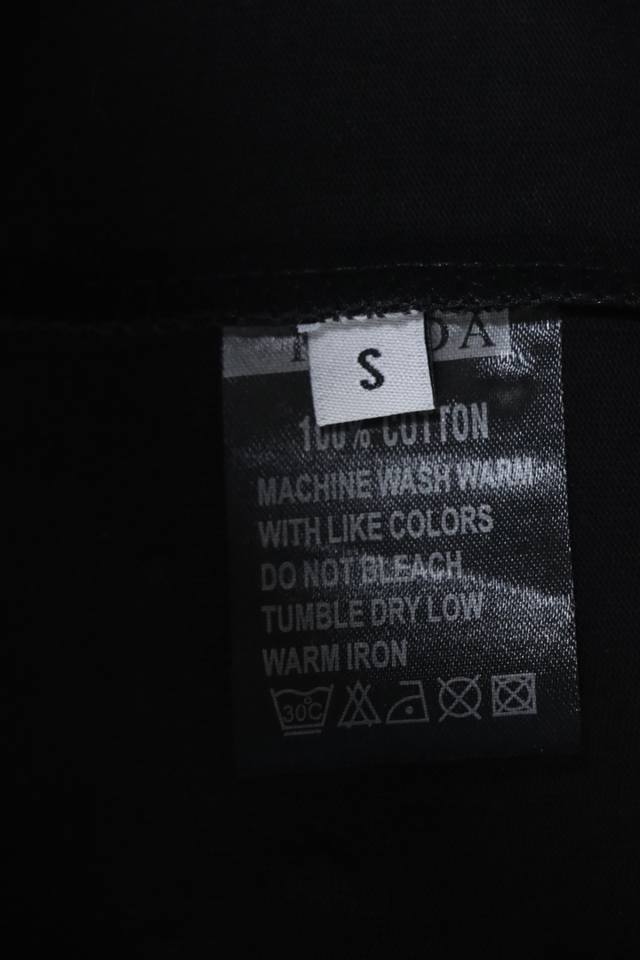 S
100% COTTON
MACHINE WASH WARM
WITH LIKE COLORS
DO NOT BLEACH
TUMBLE DRY LOW
WARM IRON
30°C